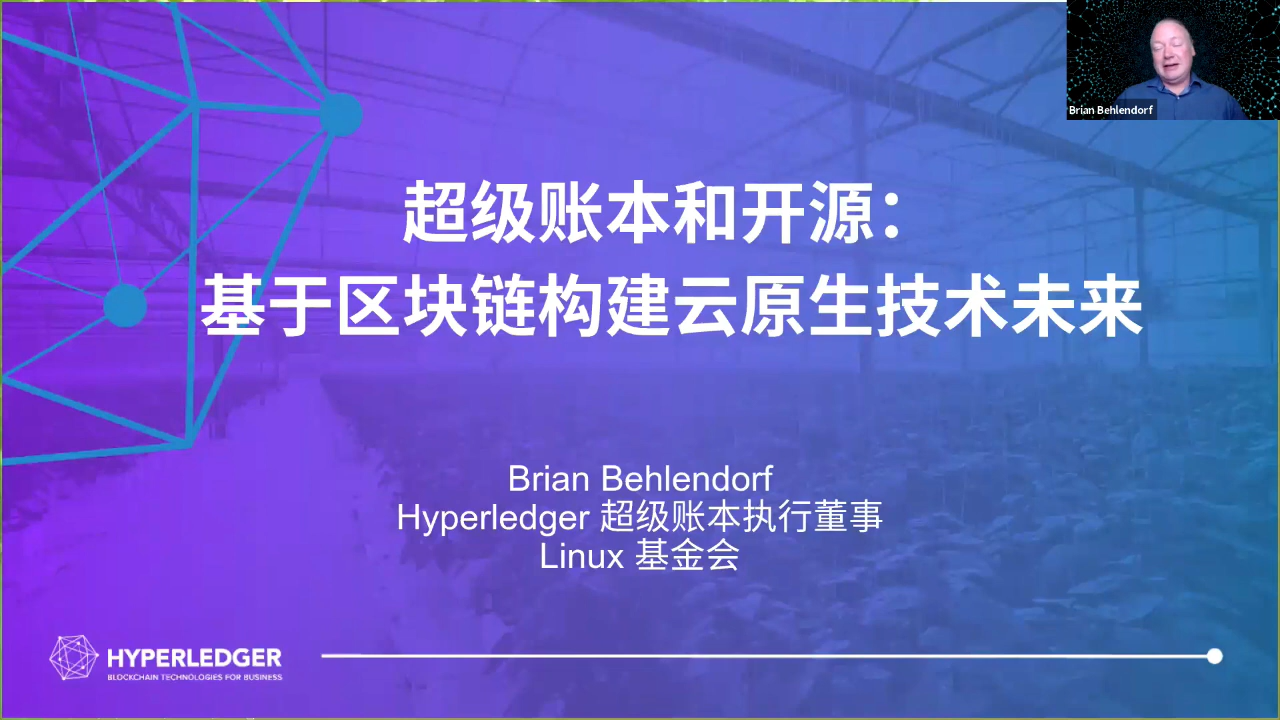 Brian Behlendorf
超级账本和开源：
基于区块链构建云原生技术未来
Brian Behlendorf
Hyperledger 超级账本执行董事
Linux 基金会
HYPERLEDGER
BLOCKCHAIN TECHNOLOGIES FOR BUSINESS